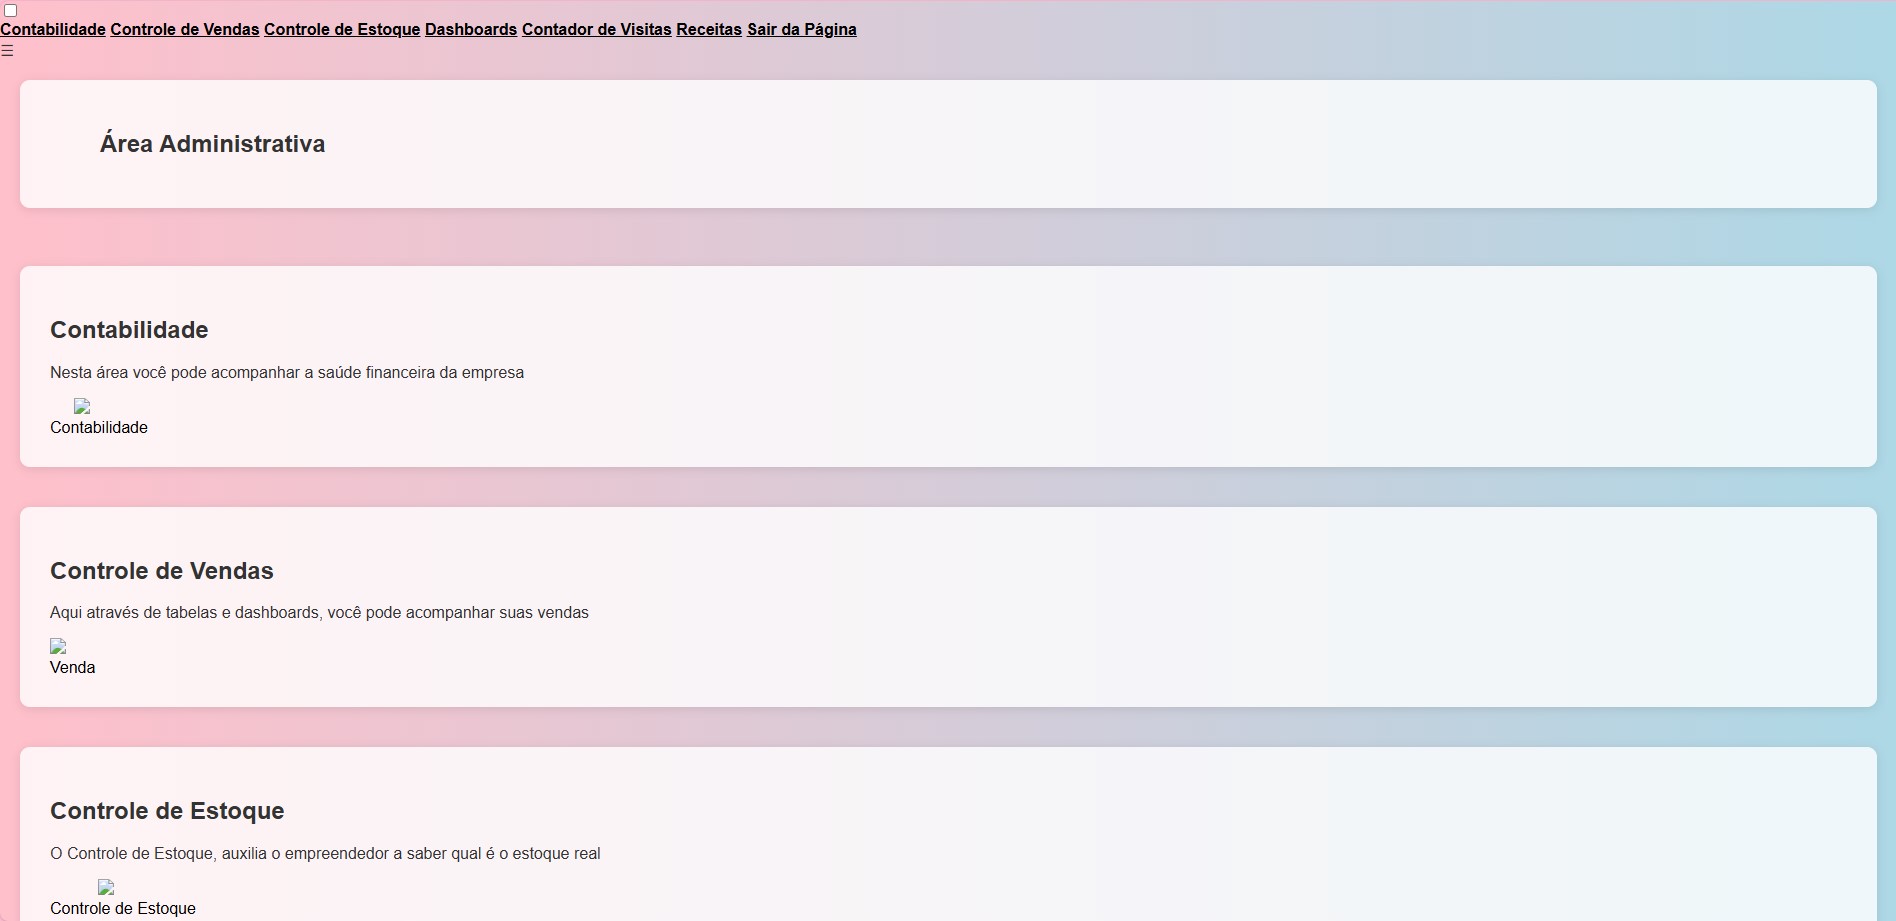 Contabilidade Controle de Vendas Controle de Estoque Dashboards Contador de Visitas Receitas Sair da Página
☰
Área Administrativa
Contabilidade
Nesta área você pode acompanhar a saúde financeira da empresa
Contabilidade
Controle de Vendas
Aqui através de tabelas e dashboards, você pode acompanhar suas vendas
Venda
Controle de Estoque
O Controle de Estoque, auxilia o empreendedor a saber qual é o estoque real
Controle de Estoque